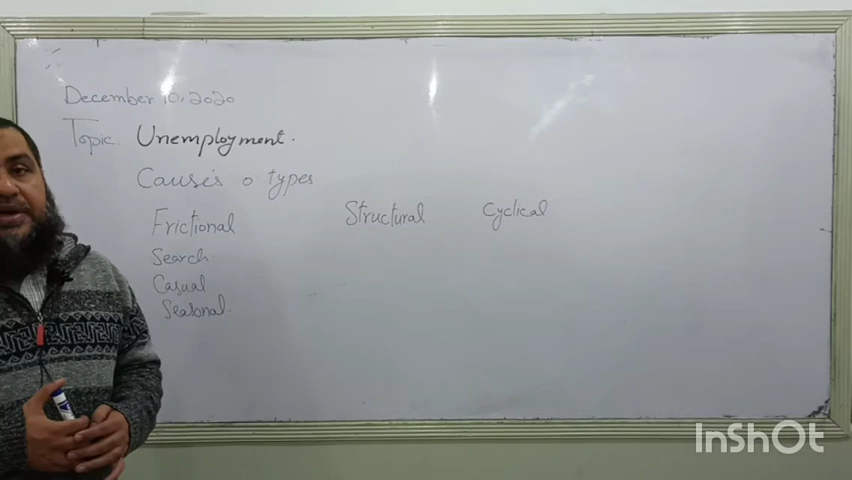 December 10, 2020
Topic. Unemployment.
Causes o types
Frictional Structural Cyclical
Search.
Casual
Seasonal.
InShOt